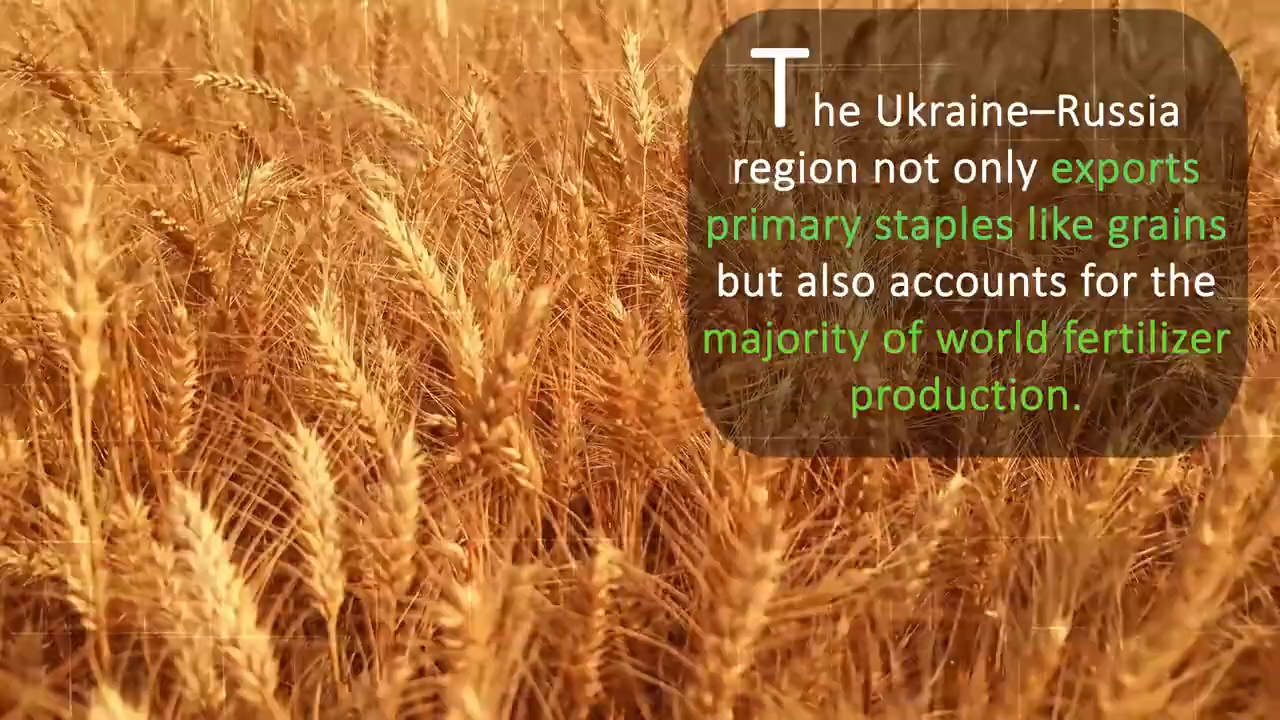 The Ukraine–Russia
region not only exports
primary staples like grains
but also accounts for the
majority of world fertilizer
production.